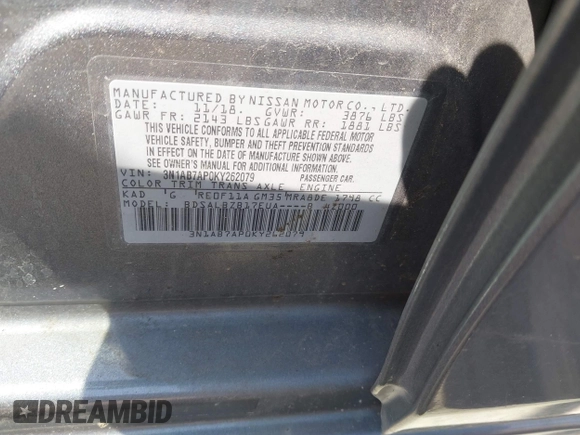 MANUFACTURED BY NISSAN MOTOR CO., LTD.
DATE: 11/18. GVWR: 3876 LBS
GAWR FR: 2143 LBS GAWR RR: 1881 LBS
THIS VEHICLE CONFORMS TO ALL APPLICABLE FEDERAL MOTOR
VEHICLE SAFETY, BUMPER, AND THEFT PREVENTION STANDARDS
IN EFFECT ON THE DATE OF MANUFACTURE SHOWN ABOVE.
SEE OWNER'S MANUAL FOR ADDITIONAL INFORMATION.
VIN: 3N1AB7AP0KY262079 PASSENGER CAR.
COLOR TRIM TRANS AXLE ENGINE
KAD G RE0F11A GM35 MRA8DE 1798 CC
MODEL: BDSALBZB17EUA----B
3N1AB7AP0KY262079
DREAMBID